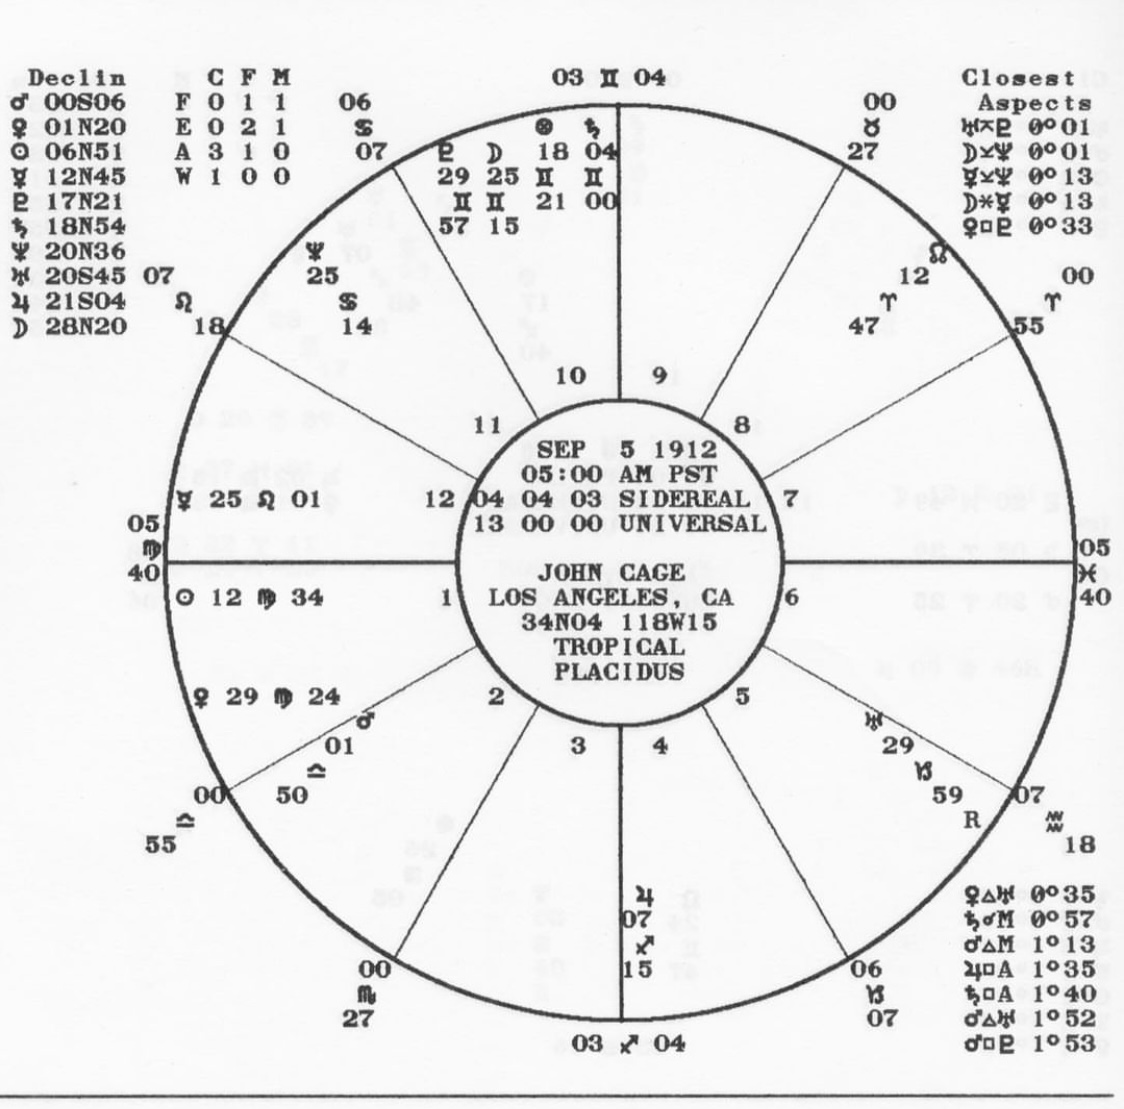 Declin
♂ 00S06
♀ 01N20
☉ 06N51
☿ 12N45
♇ 17N21
♄ 18N54
♆ 20N36
♅ 20S45
♃ 21S04
☽ 28N20
C F M
F 0 1 1
E 0 2 1
A 3 1 0
W 1 0 0
03 ♊ 04
Closest
Aspects
♅⚻♇ 0°01
☽⚺♆ 0°01
☿⚺♆ 0°13
☽⚹☿ 0°13
♀□♇ 0°33
06
♋
07
00
♉
27
♇ ☽
29 25
♊ ♊
57 15
⊗ ♄
18 04
♊ ♊
21 00
07
♌
18
♆
25
♋
14
☊
12
♈
47
00
♈
55
10
9
11
8
12
7
1
6
2
5
3
4
SEP 5 1912
05:00 AM PST
04 04 03 SIDEREAL
13 00 00 UNIVERSAL
JOHN CAGE
LOS ANGELES, CA
34N04 118W15
TROPICAL
PLACIDUS
☿ 25 ♌ 01
05
♍
40
☉ 12 ♍ 34
05
♓
40
♀ 29 ♍ 24
♂
01
♎
50
00
♎
55
♅
29
♑
59
R
07
♒
18
♃
07
♐
15
00
♏
27
06
♑
07
03 ♐ 04
♀△♅ 0°35
♄☌M 0°57
♂△M 1°13
♃□A 1°35
♄□A 1°40
♂△♅ 1°52
♂□♇ 1°53